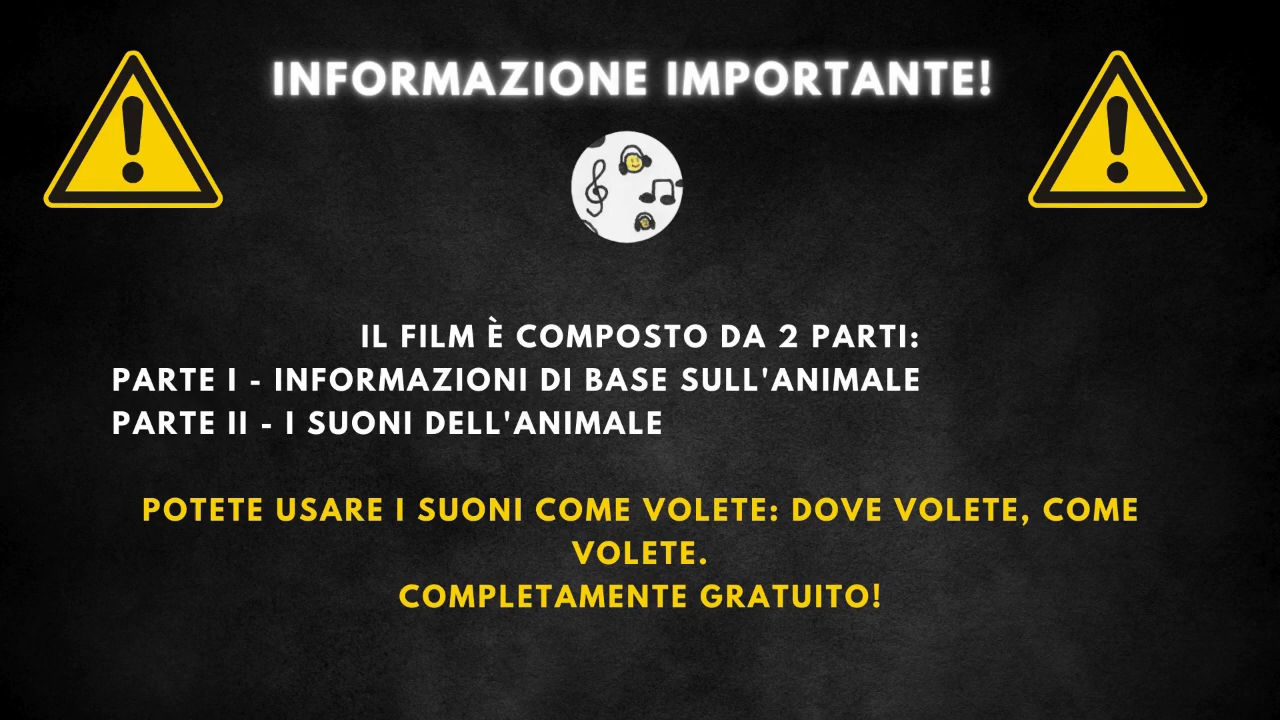 INFORMAZIONE IMPORTANTE!
IL FILM È COMPOSTO DA 2 PARTI:
PARTE I - INFORMAZIONI DI BASE SULL'ANIMALE
PARTE II - I SUONI DELL'ANIMALE
POTETE USARE I SUONI COME VOLETE: DOVE VOLETE, COME
VOLETE.
COMPLETAMENTE GRATUITO!